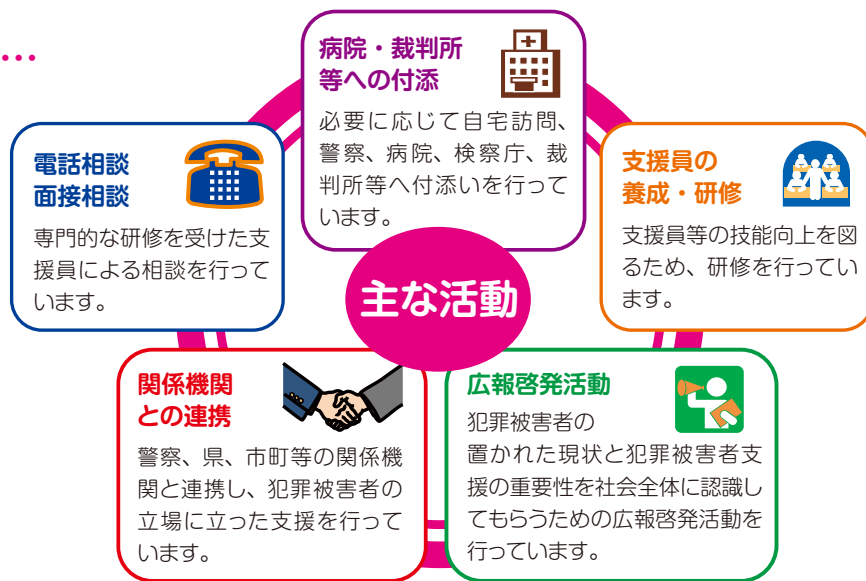 …
病院・裁判所
等への付添
必要に応じて自宅訪問、
警察、病院、検察庁、裁
判所等へ付添いを行って
います。
電話相談
面接相談
専門的な研修を受けた支
援員による相談を行って
います。
支援員の
養成・研修
支援員等の技能向上を図
るため、研修を行ってい
ます。
主な活動
関係機関
との連携
警察、県、市町等の関係機
関と連携し、犯罪被害者の
立場に立った支援を行って
います。
広報啓発活動
犯罪被害者の
置かれた現状と犯罪被害者支
援の重要性を社会全体に認識し
てもらうための広報啓発活動を
行っています。